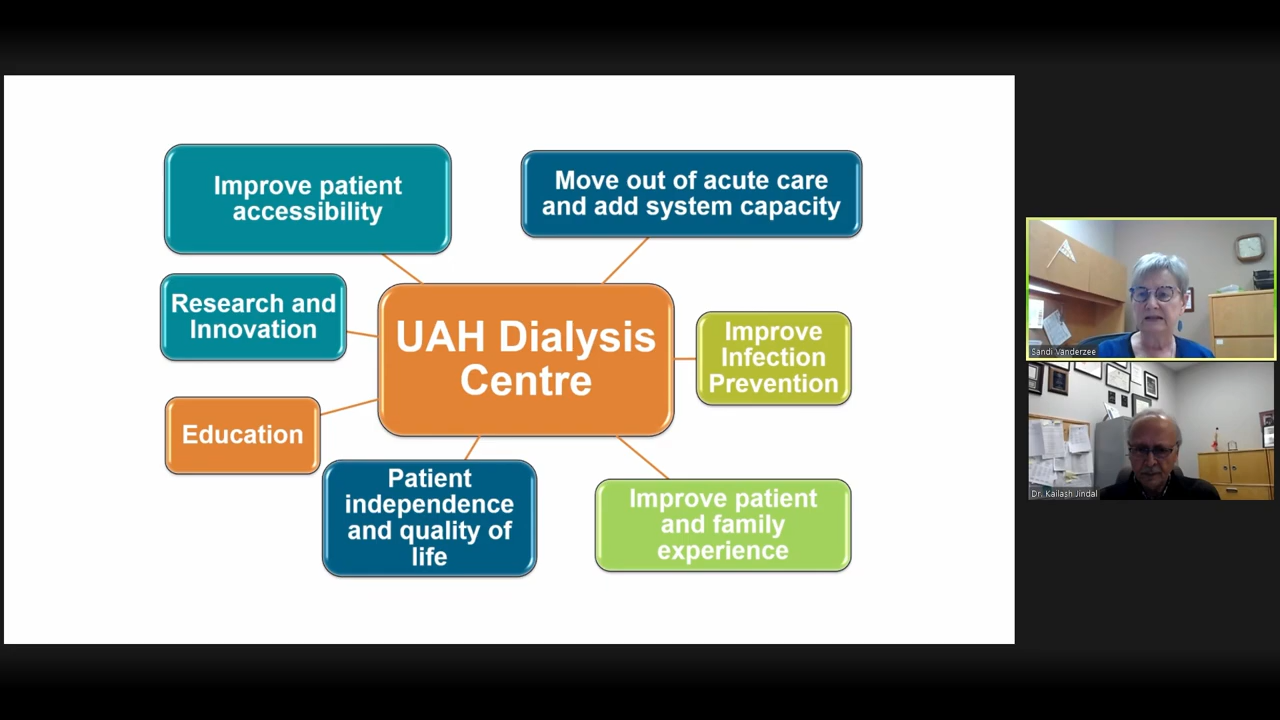 Improve patient
accessibility
Move out of acute care
and add system capacity
Research and
Innovation
UAH Dialysis
Centre
Improve
Infection
Prevention
Education
Patient
independence
and quality of
life
Improve patient
and family
experience
Sandi Vanderzee
Dr. Kailash Jindal